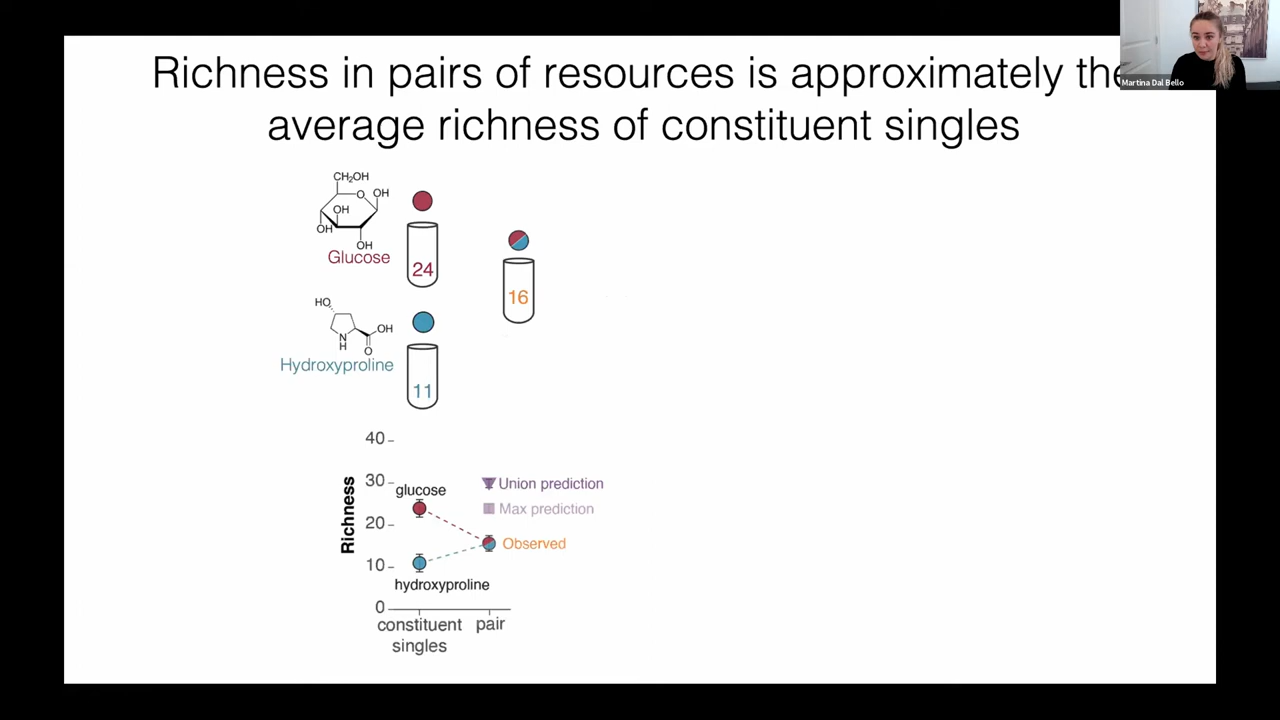 Richness in pairs of resources is approximately the
average richness of constituent singles
Martina Dal Bello
CH₂OH
O
OH
OH
OH
OH
Glucose
24
16
HO
OH
N
H
O
Hydroxyproline
11
40
30
20
10
0
Richness
glucose
hydroxyproline
Union prediction
Max prediction
Observed
constituent
singles
pair